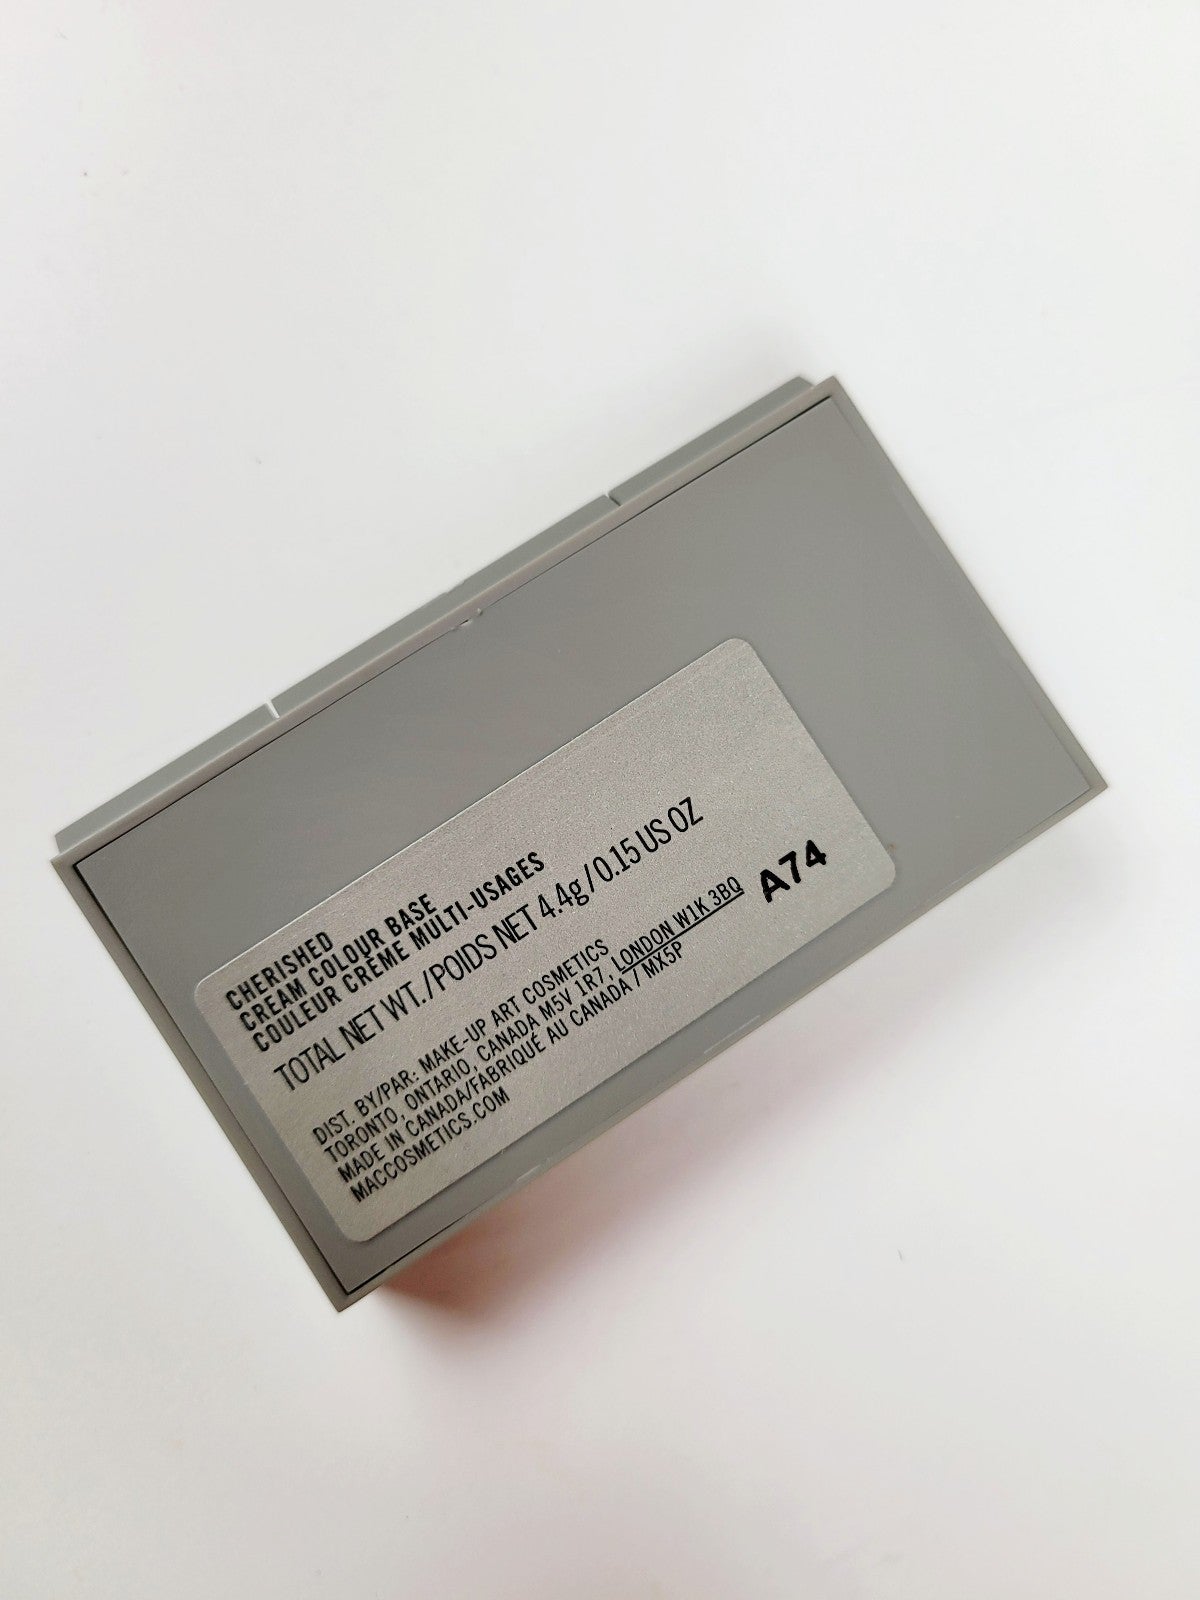 CHERISHED
CREAM COLOUR BASE
COULEUR CRÈME MULTI-USAGES
TOTAL NET WT./POIDS NET 4.4g / 0.15 US OZ
DIST. BY/PAR: MAKE-UP ART COSMETICS
TORONTO, ONTARIO, CANADA M5V 1R7, LONDON W1K 3BQ
MADE IN CANADA/FABRIQUÉ AU CANADA / MX5P
MACCOSMETICS.COM
A74